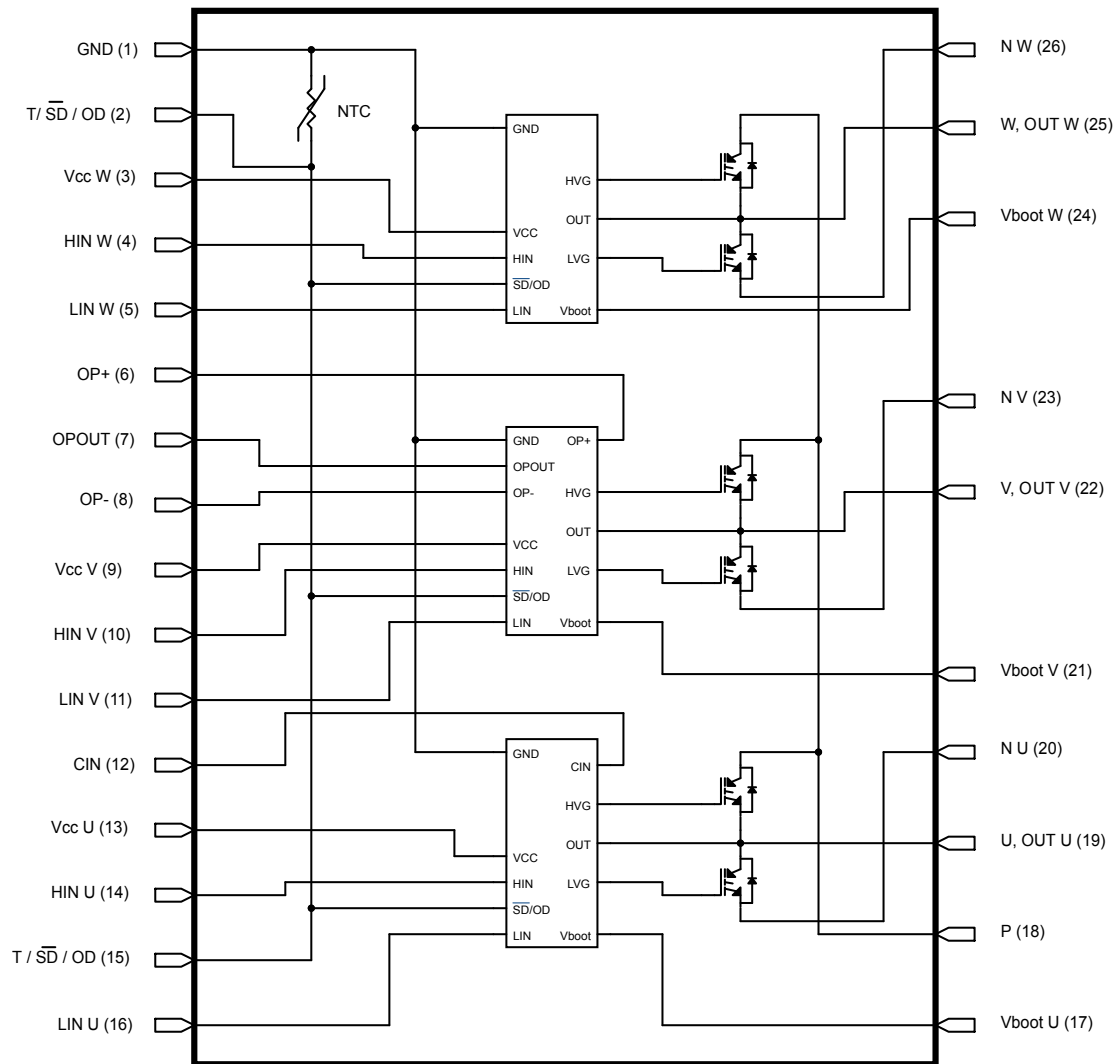 GND (1)
T/ SD / OD (2)
Vcc W (3)
HIN W (4)
LIN W (5)
OP+ (6)
OPOUT (7)
OP- (8)
Vcc V (9)
HIN V (10)
LIN V (11)
CIN (12)
Vcc U (13)
HIN U (14)
T / SD / OD (15)
LIN U (16)
NTC
GND
HVG
OUT
VCC
HIN
LVG
SD/OD
LIN
Vboot
GND
OP+
OPOUT
OP-
HVG
OUT
VCC
HIN
LVG
SD/OD
LIN
Vboot
GND
CIN
HVG
OUT
VCC
HIN
LVG
SD/OD
LIN
Vboot
N W (26)
W, OUT W (25)
Vboot W (24)
N V (23)
V, OUT V (22)
Vboot V (21)
N U (20)
U, OUT U (19)
P (18)
Vboot U (17)